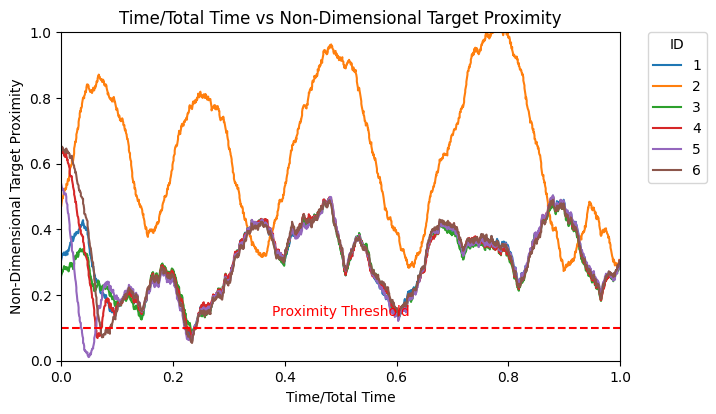 Time/Total Time vs Non-Dimensional Target Proximity
Non-Dimensional Target Proximity
1.0
0.8
0.6
0.4
0.2
0.0
Proximity Threshold
0.0 0.2 0.4 0.6 0.8 1.0
Time/Total Time
ID
1
2
3
4
5
6